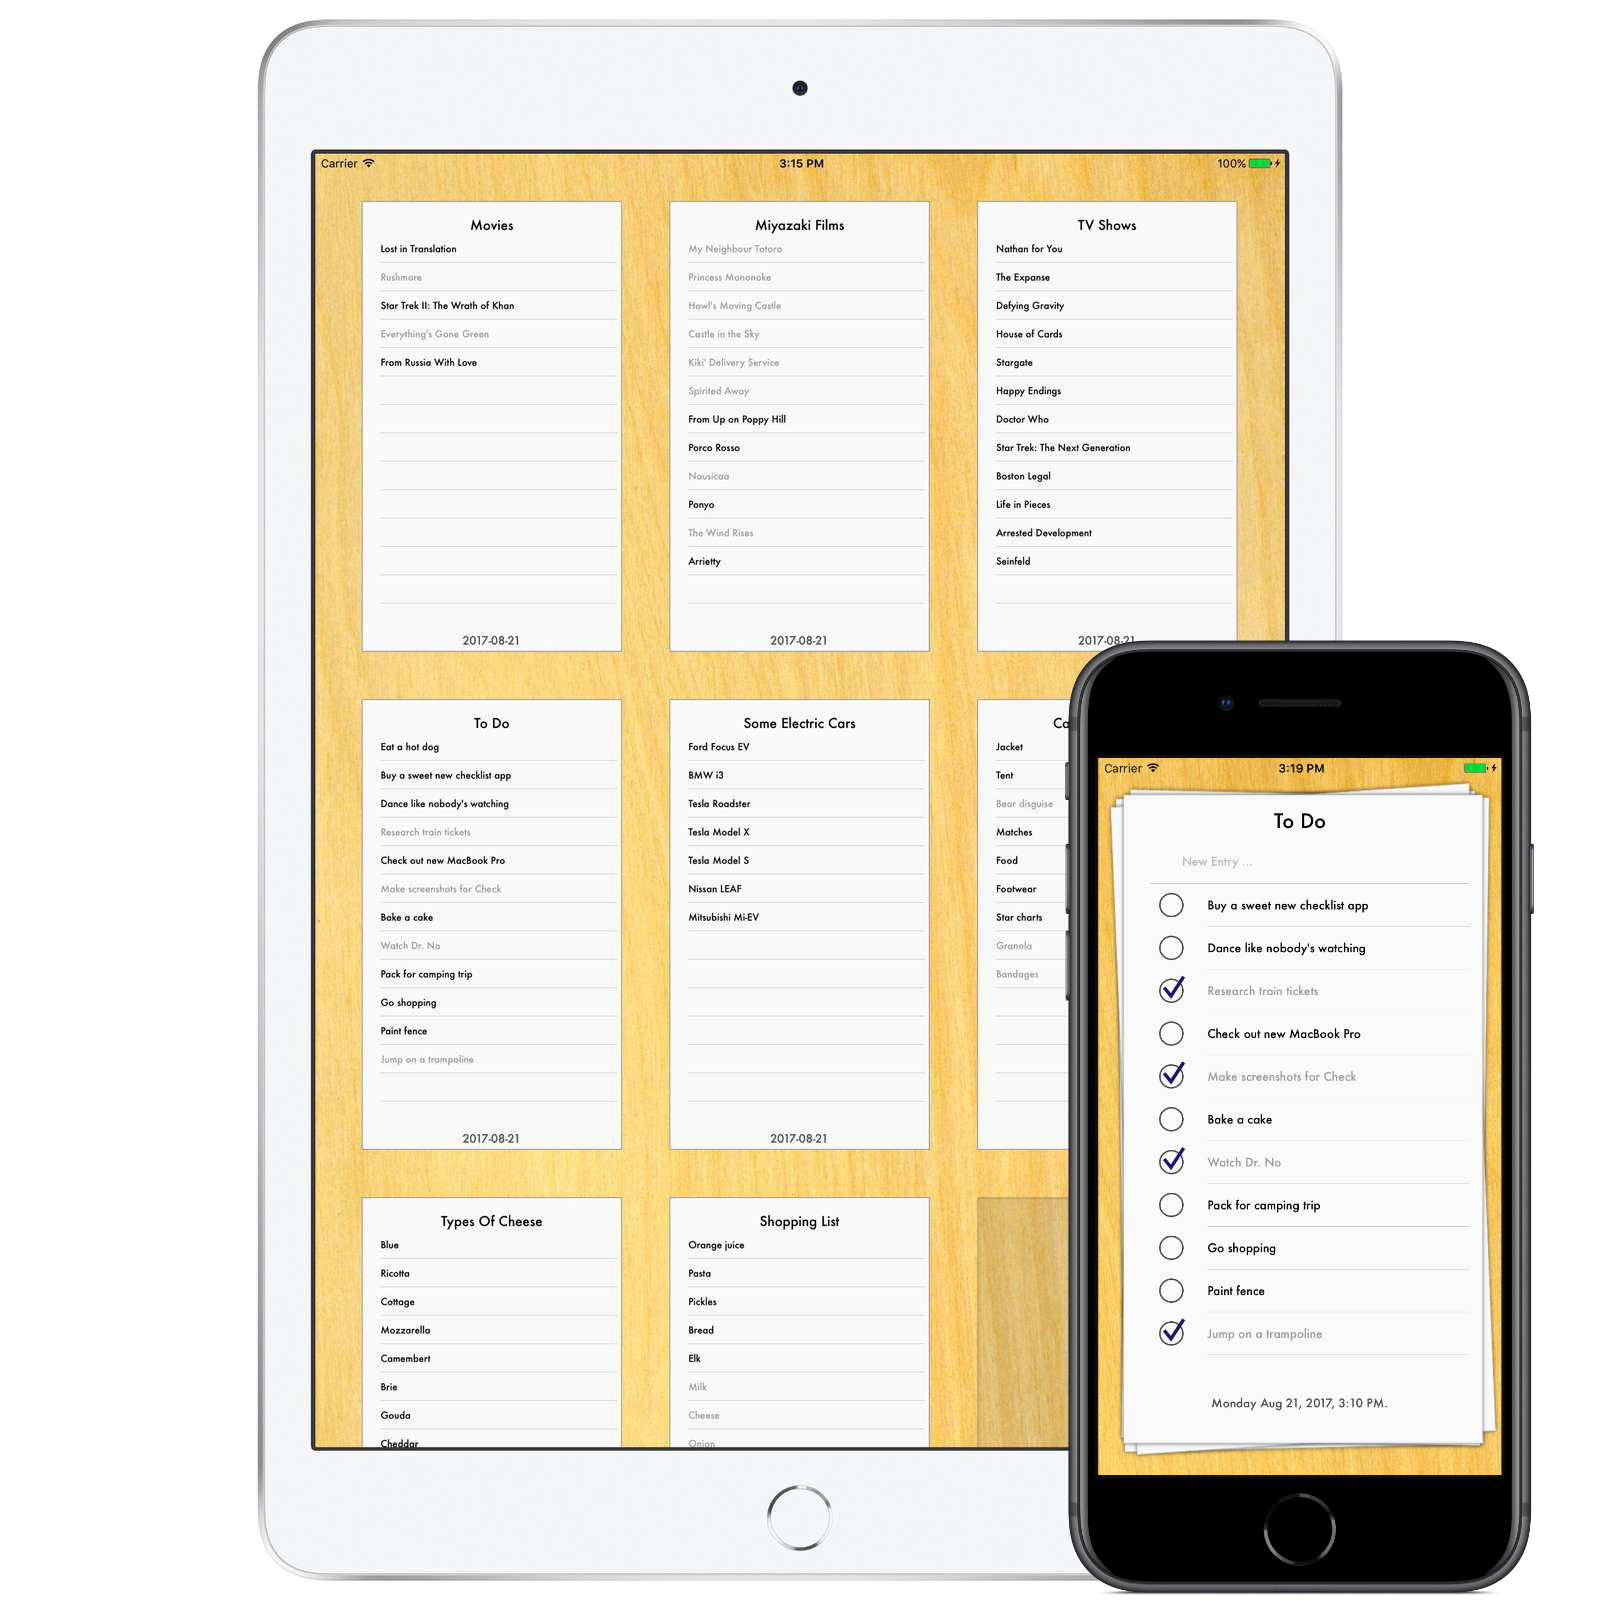 Carrier
3:15 PM
100%
Movies
Lost in Translation
Rushmore
Star Trek II: The Wrath of Khan
Everything's Gone Green
From Russia With Love
2017-08-21
Miyazaki Films
My Neighbour Totoro
Princess Mononoke
Howl's Moving Castle
Castle in the Sky
Kiki' Delivery Service
Spirited Away
From Up on Poppy Hill
Porco Rosso
Nausicaa
Ponyo
The Wind Rises
Arrietty
2017-08-21
TV Shows
Nathan for You
The Expanse
Defying Gravity
House of Cards
Stargate
Happy Endings
Doctor Who
Star Trek: The Next Generation
Boston Legal
Life in Pieces
Arrested Development
Seinfeld
2017-08-21
To Do
Eat a hot dog
Buy a sweet new checklist app
Dance like nobody's watching
Research train tickets
Check out new MacBook Pro
Make screenshots for Check
Bake a cake
Watch Dr. No
Pack for camping trip
Go shopping
Paint fence
Jump on a trampoline
2017-08-21
Some Electric Cars
Ford Focus EV
BMW i3
Tesla Roadster
Tesla Model X
Tesla Model S
Nissan LEAF
Mitsubishi Mi-EV
2017-08-21
Ca
Jacket
Tent
Bear disguise
Matches
Food
Footwear
Star charts
Granola
Bandages
Types Of Cheese
Blue
Ricotta
Cottage
Mozzarella
Camembert
Brie
Gouda
Cheddar
Shopping List
Orange juice
Pasta
Pickles
Bread
Elk
Milk
Cheese
Onion
Carrier
3:19 PM
To Do
New Entry ...
Buy a sweet new checklist app
Dance like nobody's watching
Research train tickets
Check out new MacBook Pro
Make screenshots for Check
Bake a cake
Watch Dr. No
Pack for camping trip
Go shopping
Paint fence
Jump on a trampoline
Monday Aug 21, 2017, 3:10 PM.